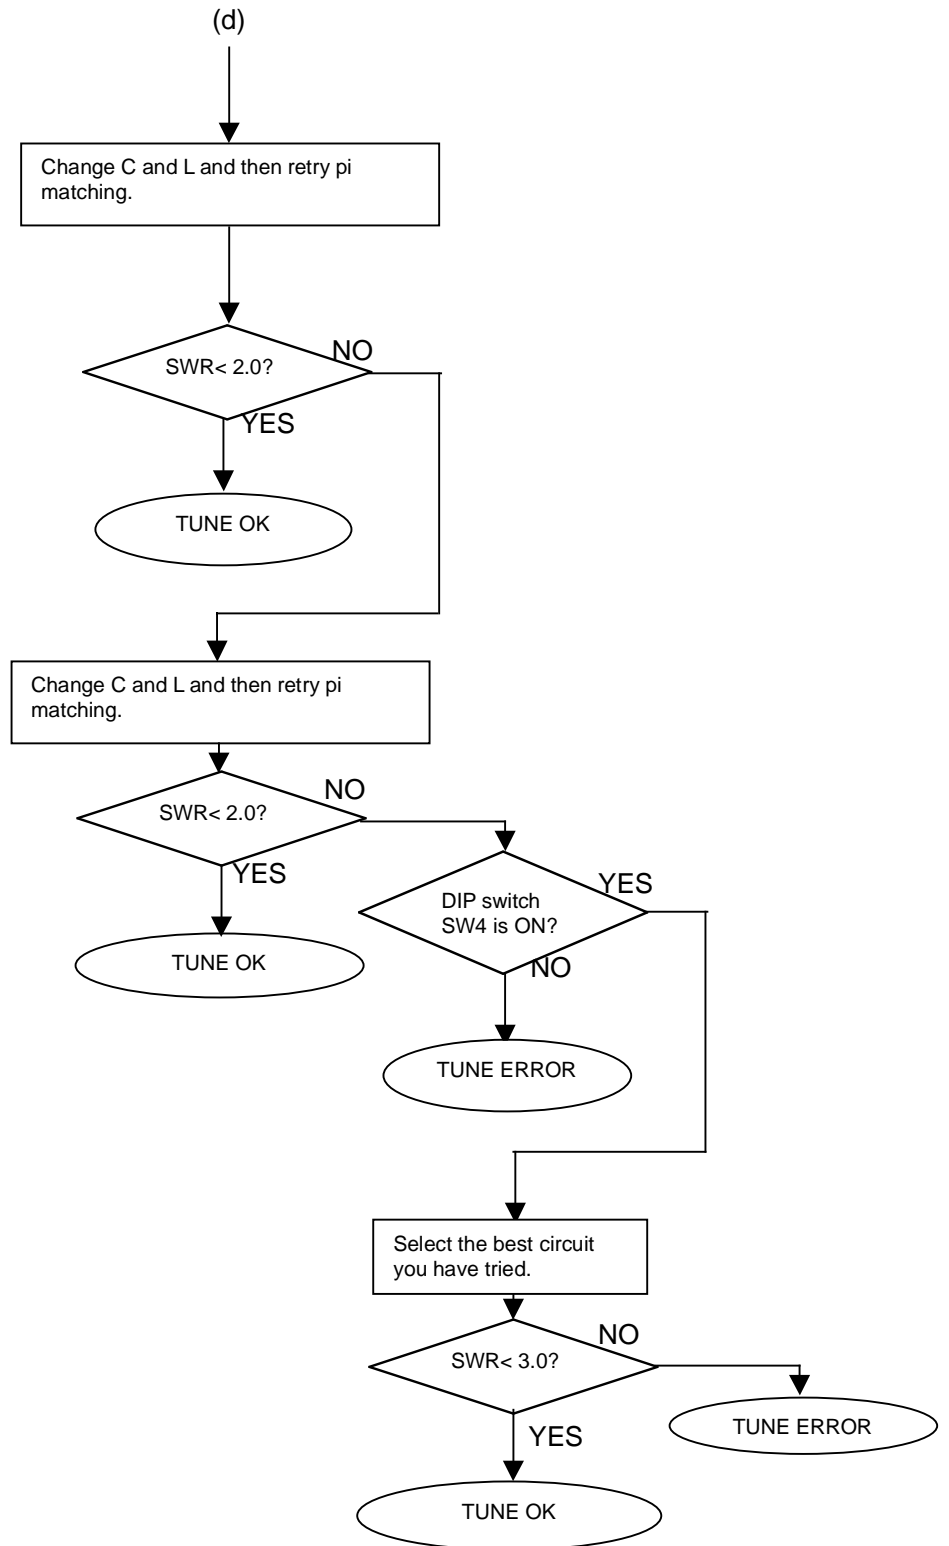 (d)
Change C and L and then retry pi
matching.
SWR< 2.0?
NO
YES
TUNE OK
Change C and L and then retry pi
matching.
SWR< 2.0?
NO
YES
TUNE OK
DIP switch
SW4 is ON?
YES
NO
TUNE ERROR
Select the best circuit
you have tried.
SWR< 3.0?
NO
TUNE ERROR
YES
TUNE OK